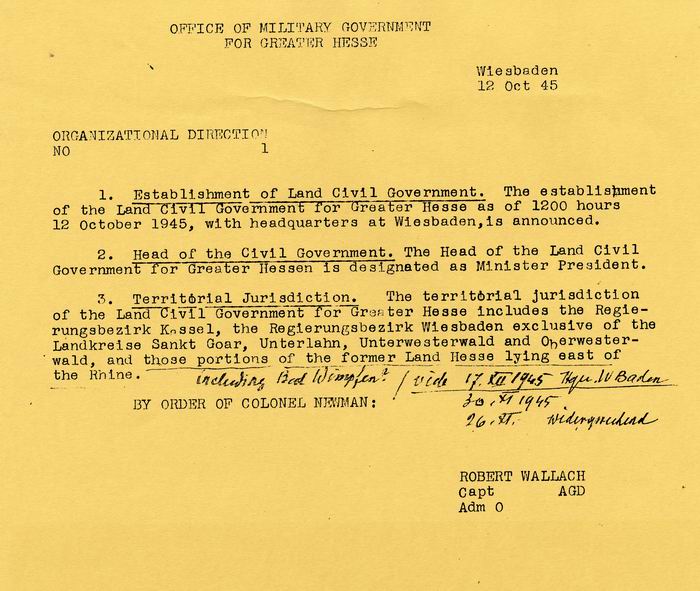 OFFICE OF MILITARY GOVERNMENT
FOR GREATER HESSE
Wiesbaden
12 Oct 45
ORGANIZATIONAL DIRECTION
NO 1
1. Establishment of Land Civil Government. The establishment
of the Land Civil Government for Greater Hesse as of 1200 hours
12 October 1945, with headquarters at Wiesbaden, is announced.
2. Head of the Civil Government. The Head of the Land Civil
Government for Greater Hessen is designated as Minister President.
3. Territorial Jurisdiction. The territorial jurisdiction
of the Land Civil Government for Greater Hesse includes the Regie-
rungsbezirk Kassel, the Regierungsbezirk Wiesbaden exclusive of the
Landkreise Sankt Goar, Unterlahn, Unterwesterwald and Oberwester-
wald, and those portions of the former Land Hesse lying east of
the Rhine. including Bad Wimpfen? / vide 17. XII 1945 W Baden
30. XI 1945
BY ORDER OF COLONEL NEWMAN:
26. XI.
ROBERT WALLACH
Capt AGD
Adm O